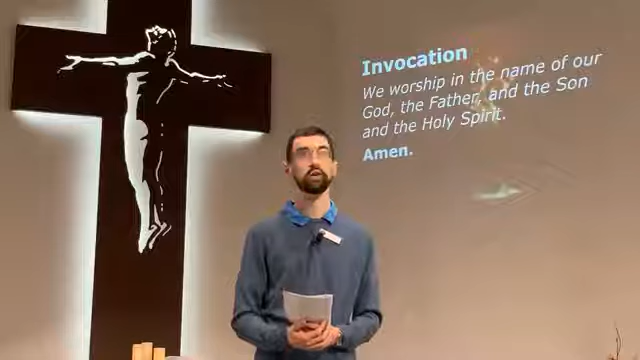 Invocation
We worship in the name of our
God, the Father, and the Son
and the Holy Spirit.
Amen.